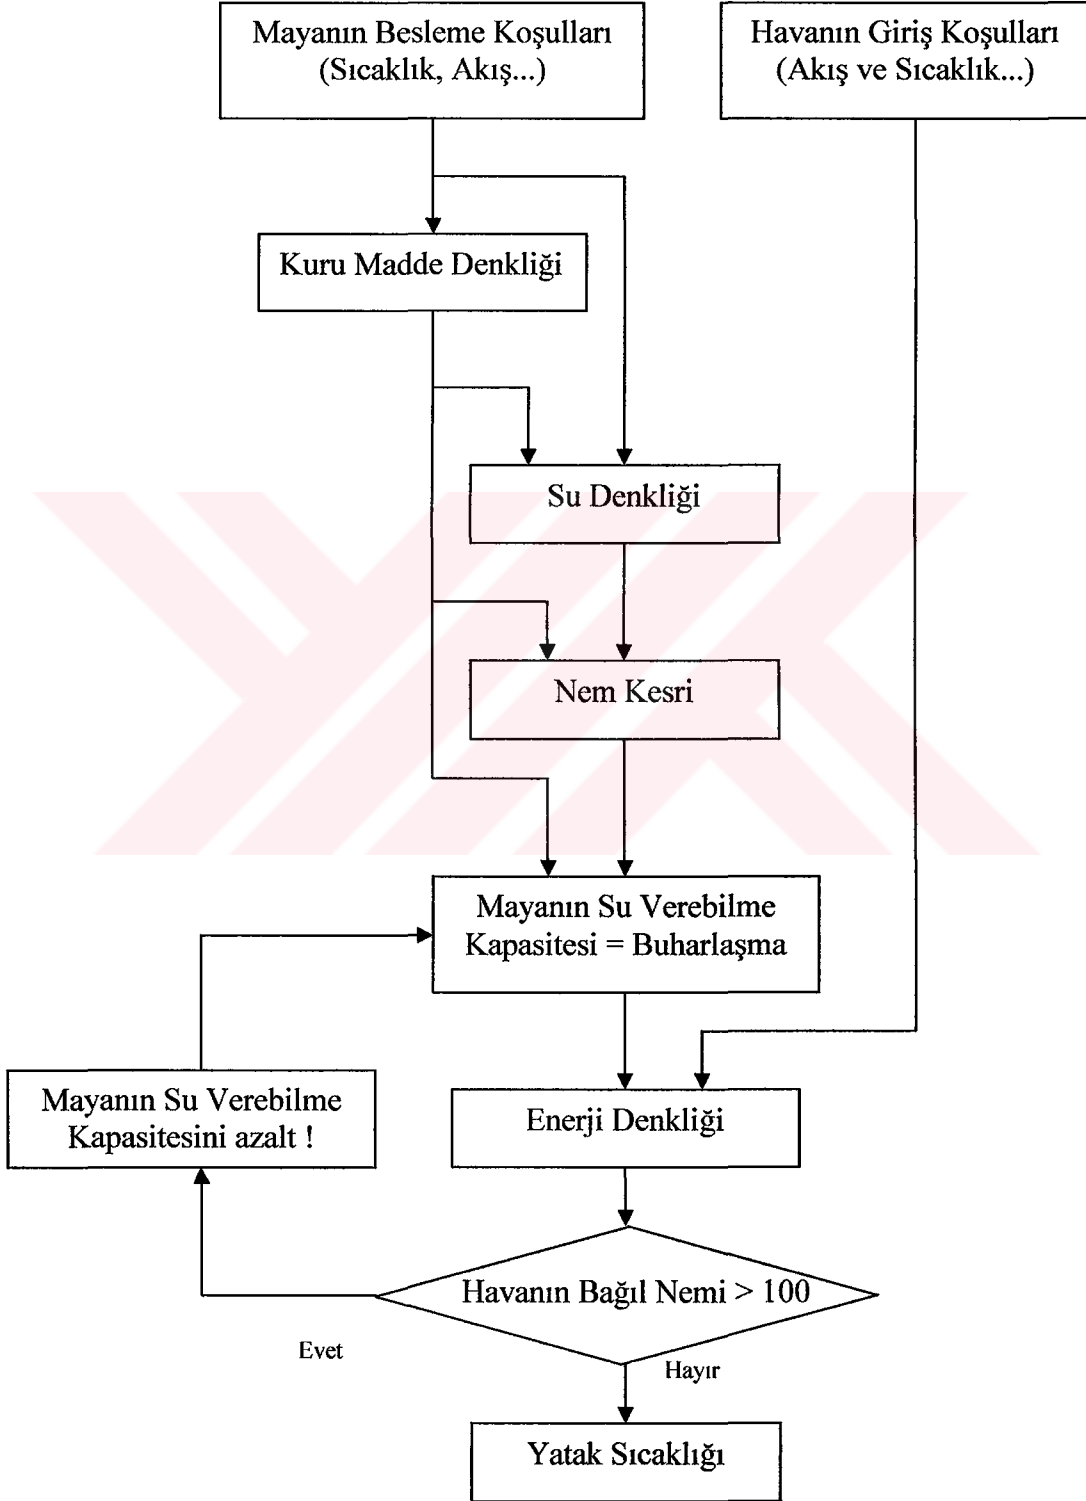 Mayanın Besleme Koşulları
(Sıcaklık, Akış...)
Havanın Giriş Koşulları
(Akış ve Sıcaklık...)
Kuru Madde Denkliği
Su Denkliği
Nem Kesri
Mayanın Su Verebilme
Kapasitesi = Buharlaşma
Mayanın Su Verebilme
Kapasitesini azalt !
Enerji Denkliği
Havanın Bağıl Nemi > 100
Evet
Hayır
Yatak Sıcaklığı